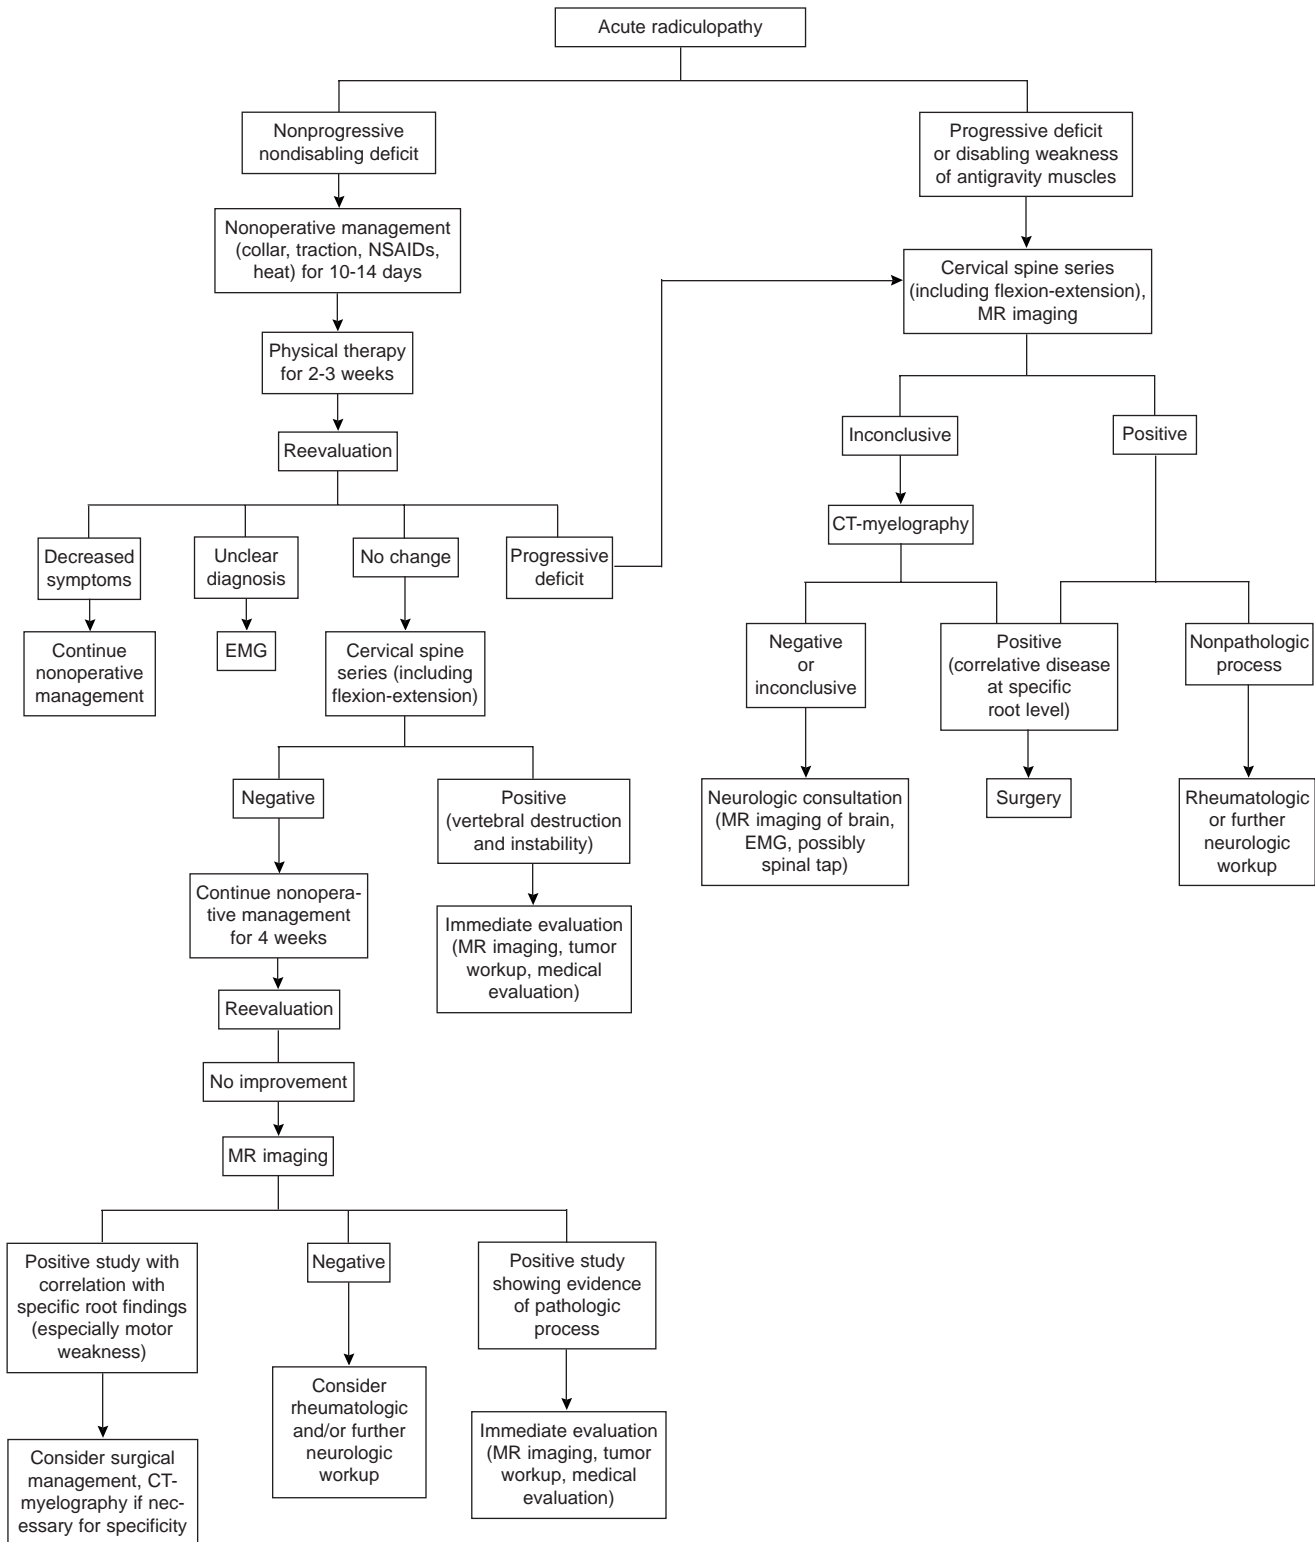 Acute radiculopathy
Nonprogressive
nondisabling deficit
Progressive deficit
or disabling weakness
of antigravity muscles
Nonoperative management
(collar, traction, NSAIDs,
heat) for 10-14 days
Cervical spine series
(including flexion-extension),
MR imaging
Physical therapy
for 2-3 weeks
Inconclusive
Positive
Reevaluation
CT-myelography
Decreased
symptoms
Unclear
diagnosis
No change
Progressive
deficit
Continue
nonoperative
management
EMG
Cervical spine
series (including
flexion-extension)
Negative
or
inconclusive
Positive
(correlative disease
at specific
root level)
Nonpathologic
process
Negative
Positive
(vertebral destruction
and instability)
Neurologic consultation
(MR imaging of brain,
EMG, possibly
spinal tap)
Surgery
Rheumatologic
or further
neurologic
workup
Continue nonopera-
tive management
for 4 weeks
Immediate evaluation
(MR imaging, tumor
workup, medical
evaluation)
Reevaluation
No improvement
MR imaging
Positive study with
correlation with
specific root findings
(especially motor
weakness)
Negative
Positive study
showing evidence
of pathologic
process
Consider surgical
management, CT-
myelography if nec-
essary for specificity
Consider
rheumatologic
and/or further
neurologic
workup
Immediate evaluation
(MR imaging, tumor
workup, medical
evaluation)